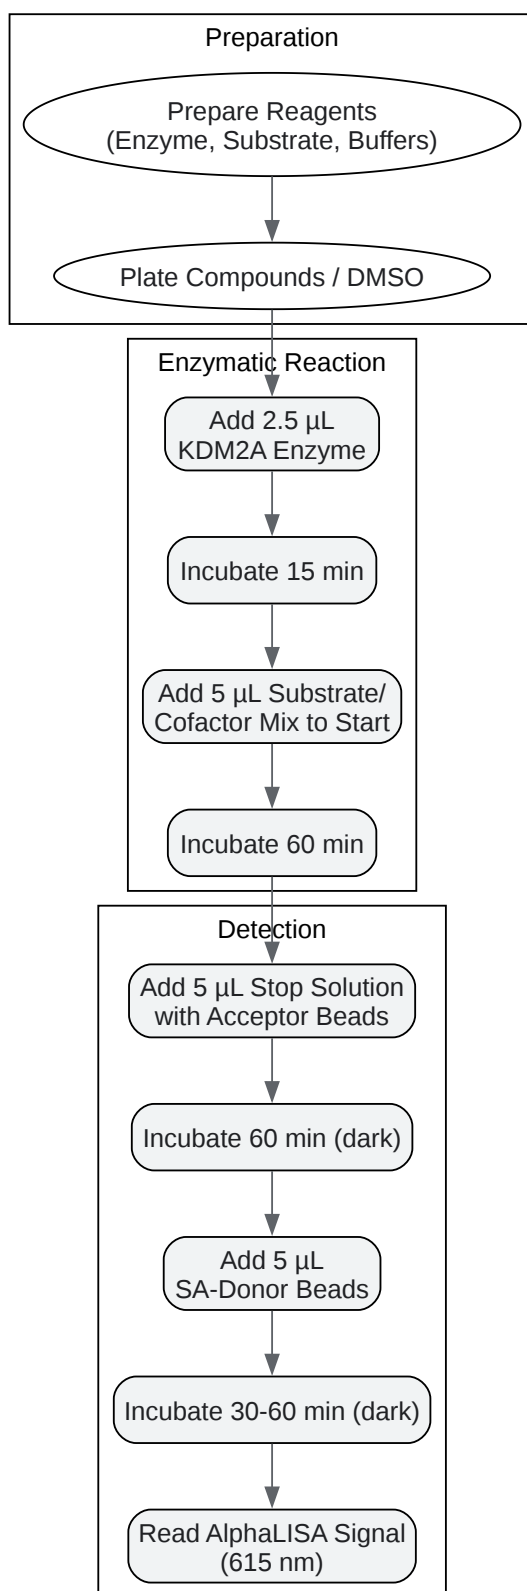 Preparation
Prepare Reagents
(Enzyme, Substrate, Buffers)
Plate Compounds / DMSO
Enzymatic Reaction
Add 2.5 µL
KDM2A Enzyme
Incubate 15 min
Add 5 µL Substrate/
Cofactor Mix to Start
Incubate 60 min
Detection
Add 5 µL Stop Solution
with Acceptor Beads
Incubate 60 min (dark)
Add 5 µL
SA-Donor Beads
Incubate 30-60 min (dark)
Read AlphaLISA Signal
(615 nm)